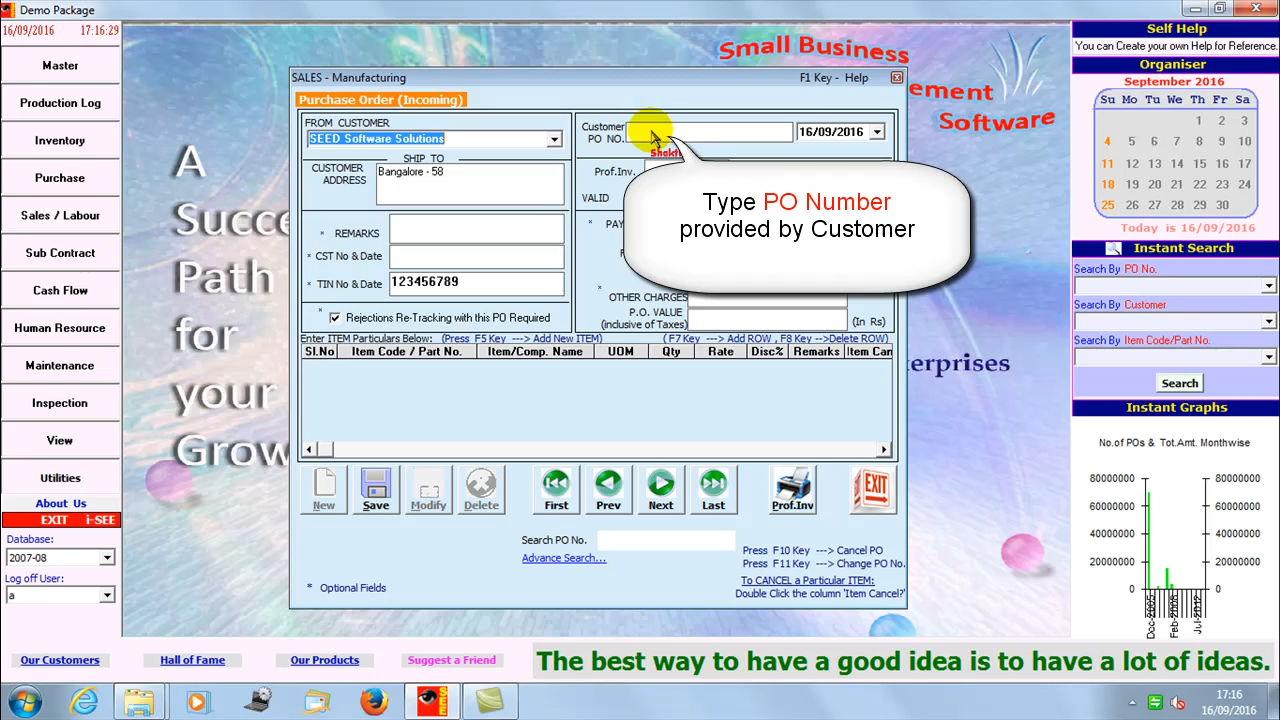 Demo Package
16/09/2016 17:16:29
Master
Production Log
Inventory
Purchase
Sales / Labour
Sub Contract
Cash Flow
Human Resource
Maintenance
Inspection
View
Utilities
About Us
EXIT i-SEE
Database:
2007-08
Log off User:
a
A
Succe
Path
for
your
Grow
Small Business
ement
Software
erprises
SALES - Manufacturing
F1 Key - Help
Purchase Order (Incoming)
FROM CUSTOMER
SEED Software Solutions
SHIP TO
CUSTOMER ADDRESS
Bangalore - 58
* REMARKS
* CST No & Date
* TIN No & Date 123456789
* Rejections Re-Tracking with this PO Required
Customer PO NO.
16/09/2016
Prof.Inv.
VALID
* PAY
* OTHER CHARGES
P.O. VALUE
(inclusive of Taxes)
(In Rs)
Type PO Number
provided by Customer
Enter ITEM Particulars Below: (Press F5 Key ---> Add New ITEM) ( F7 Key ---> Add ROW , F8 Key --->Delete ROW)
Sl.No Item Code / Part No. Item/Comp. Name UOM Qty Rate Disc% Remarks Item Can
New
Save
Modify
Delete
First
Prev
Next
Last
Prof.Inv
EXIT
Search PO No.
Advance Search...
Press F10 Key ---> Cancel PO
Press F11 Key ---> Change PO No.
To CANCEL a Particular ITEM:
Double Click the column 'Item Cancel?'
* Optional Fields
Self Help
You can Create your own Help for Reference.
Organiser
September 2016
Su Mo Tu We Th Fr Sa
1 2 3
4 5 6 7 8 9 10
11 12 13 14 15 16 17
18 19 20 21 22 23 24
25 26 27 28 29 30
Today is 16/09/2016
Instant Search
Search By PO No.
Search By Customer
Search By Item Code/Part No.
Search
Instant Graphs
No.of POs & Tot.Amt. Monthwise
80000000 80000000
60000000 60000000
40000000 40000000
20000000 20000000
0 0
Our Customers
Hall of Fame
Our Products
Suggest a Friend
The best way to have a good idea is to have a lot of ideas.
17:16
16/09/2016